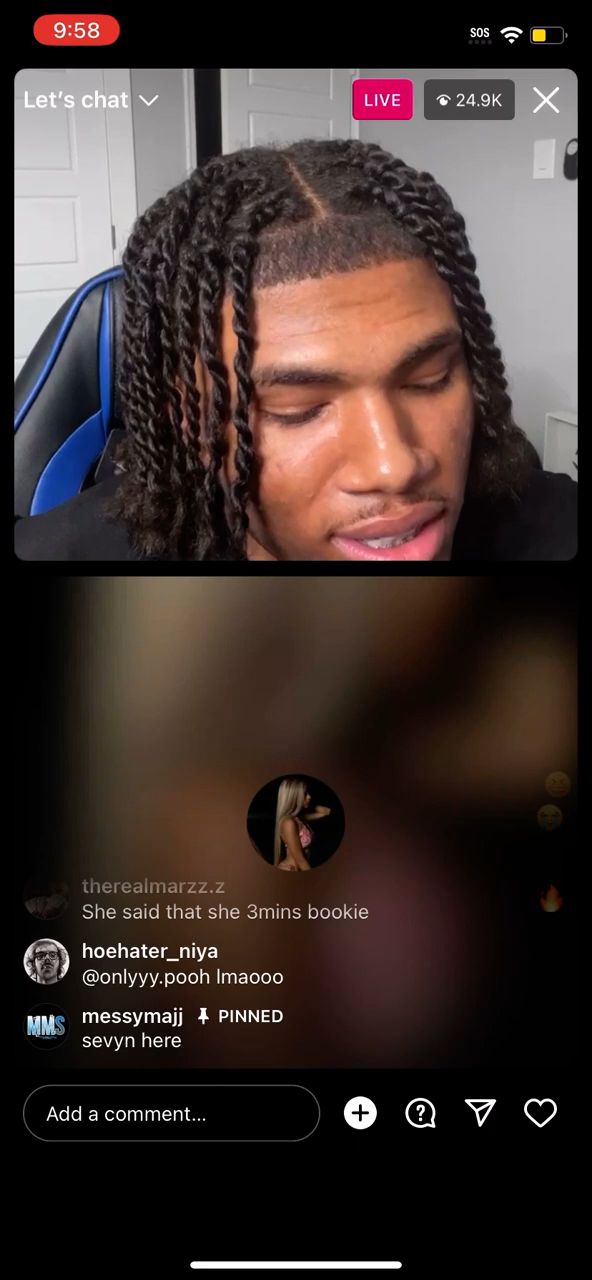 9:58
SOS
Let's chat
LIVE
24.9K
therealmarzz.z
She said that she 3mins bookie
hoehater_niya
@onlyyy.pooh lmaooo
MMS
messymajj PINNED
sevyn here
Add a comment...